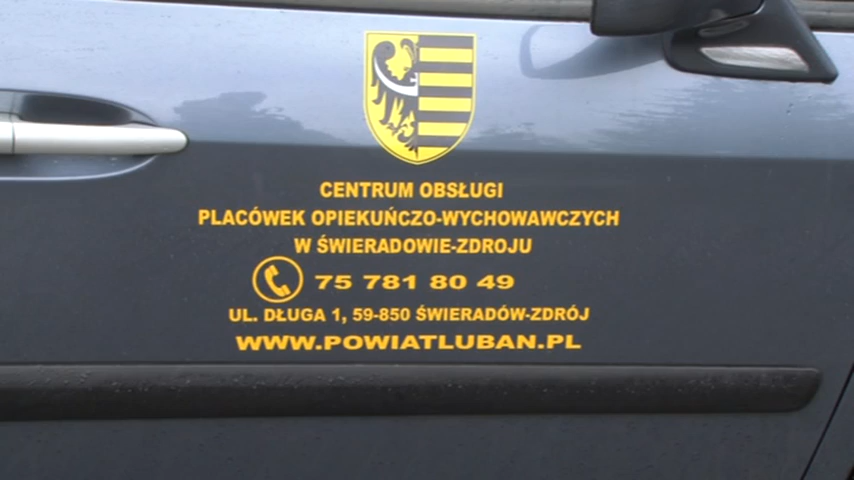 CENTRUM OBSŁUGI
PLACÓWEK OPIEKUŃCZO-WYCHOWAWCZYCH
W ŚWIERADOWIE-ZDROJU
75 781 80 49
UL. DŁUGA 1, 59-850 ŚWIERADÓW-ZDRÓJ
WWW.POWIATLUBAN.PL